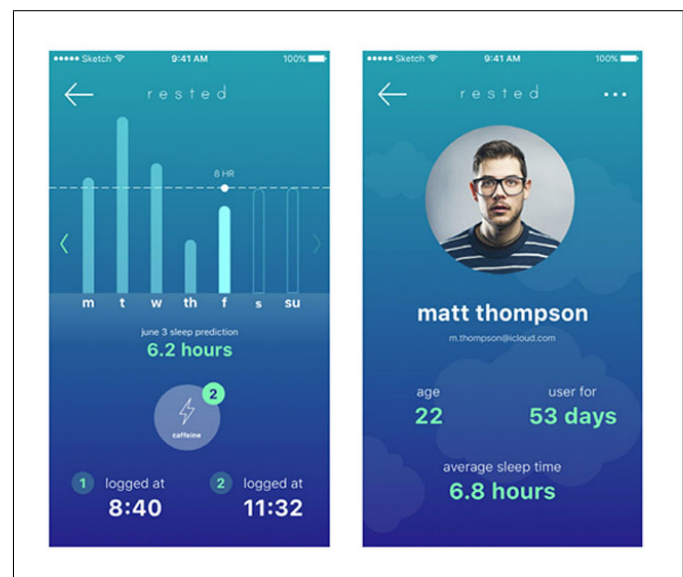 Sketch 9:41 AM 100%
rested
8 HR
m t w th f s su
june 3 sleep prediction
6.2 hours
2
caffeine
1 logged at 2 logged at
8:40 11:32
Sketch 9:41 AM 100%
rested
matt thompson
m.thompson@icloud.com
age user for
22 53 days
average sleep time
6.8 hours